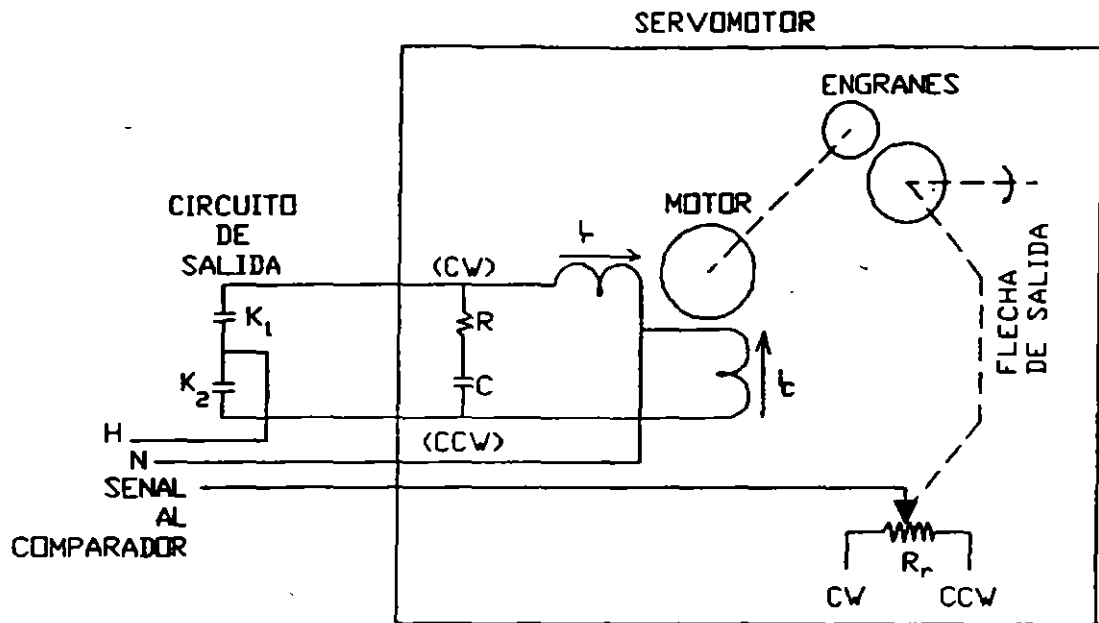 SERVOMOTOR
ENGRANES
MOTOR
CIRCUITO
DE
SALIDA
(CW)
K1
R
K2
C
H
(CCW)
N
SENAL
AL
COMPARADOR
FLECHA
DE SALIDA
Rr
CW
CCW